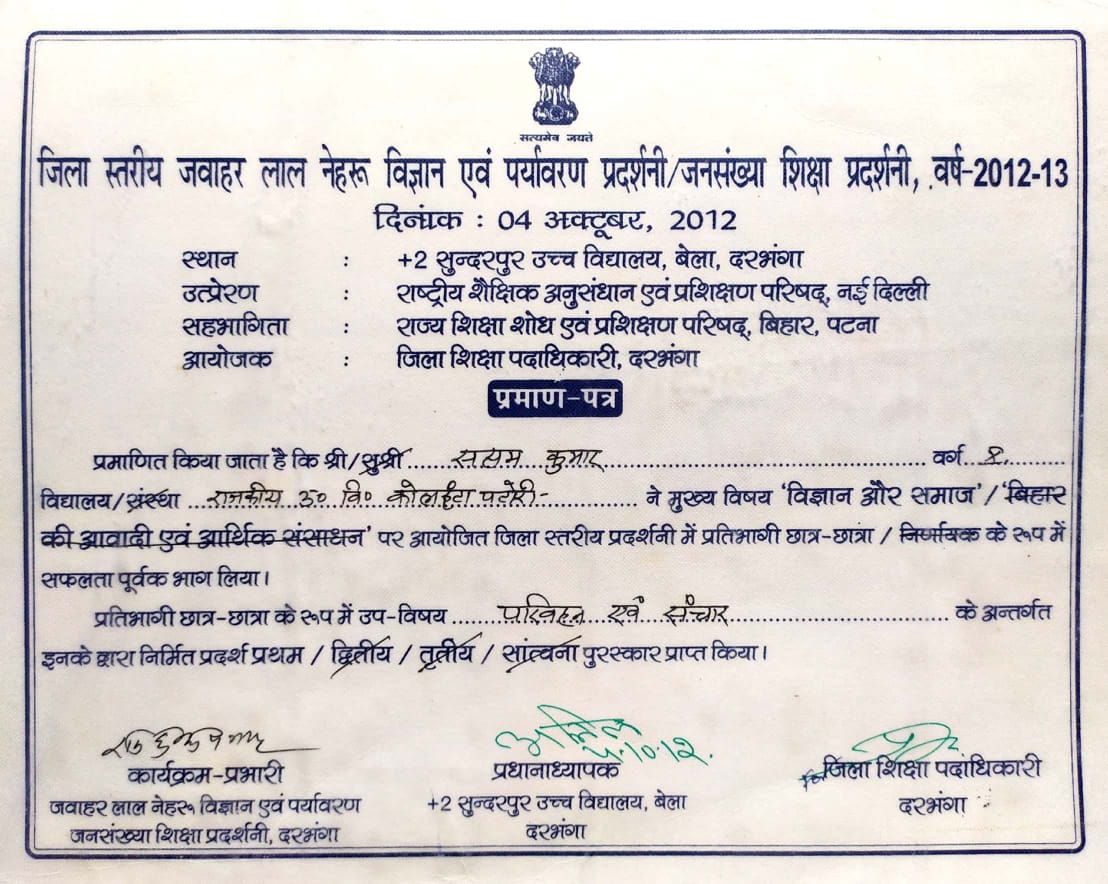 सत्यमेव जयते
जिला स्तरीय जवाहर लाल नेहरू विज्ञान एवं पर्यावरण प्रदर्शनी/जनसंख्या शिक्षा प्रदर्शनी, वर्ष-2012-13
दिनांक : 04 अक्टूबर, 2012
स्थान : +2 सुन्दरपुर उच्च विद्यालय, बेला, दरभंगा
उत्प्रेरण : राष्ट्रीय शैक्षिक अनुसंधान एवं प्रशिक्षण परिषद्, नई दिल्ली
सहभागिता : राज्य शिक्षा शोध एवं प्रशिक्षण परिषद्, बिहार, पटना
आयोजक : जिला शिक्षा पदाधिकारी, दरभंगा
प्रमाण-पत्र
प्रमाणित किया जाता है कि श्री/सुश्री कुमार वर्ग 8
विद्यालय/संस्था राजकीय उ० वि० ने मुख्य विषय 'विज्ञान और समाज' / 'बिहार
की आवादी एवं आर्थिक संसाधन' पर आयोजित जिला स्तरीय प्रदर्शनी में प्रतिभागी छात्र-छात्रा / निर्णायक के रूप में
सफलता पूर्वक भाग लिया।
प्रतिभागी छात्र-छात्रा के रूप में उप-विषय परिवहन एवं संचार के अन्तर्गत
इनके द्वारा निर्मित प्रदर्श प्रथम / द्वितीय / तृतीय / सांत्वना पुरस्कार प्राप्त किया।
5.10.12.
कार्यक्रम-प्रभारी प्रधानाध्यापक जिला शिक्षा पदाधिकारी
जवाहर लाल नेहरू विज्ञान एवं पर्यावरण +2 सुन्दरपुर उच्च विद्यालय, बेला दरभंगा
जनसंख्या शिक्षा प्रदर्शनी, दरभंगा दरभंगा